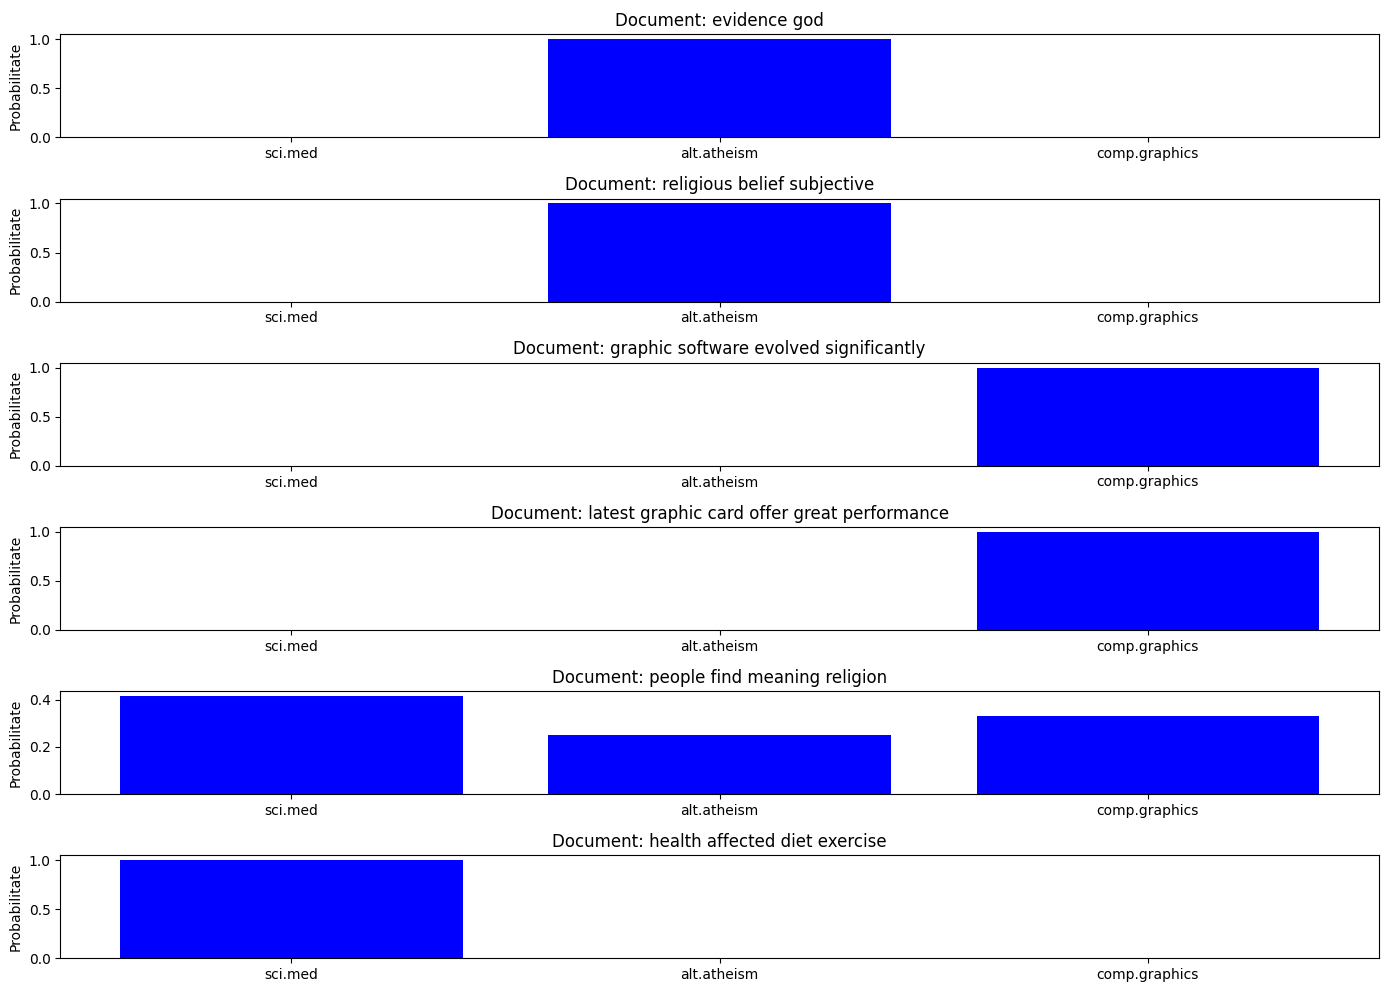 Document: evidence god
Probabilitate
1.0
0.5
0.0
sci.med alt.atheism comp.graphics
Document: religious belief subjective
Probabilitate
1.0
0.5
0.0
sci.med alt.atheism comp.graphics
Document: graphic software evolved significantly
Probabilitate
1.0
0.5
0.0
sci.med alt.atheism comp.graphics
Document: latest graphic card offer great performance
Probabilitate
1.0
0.5
0.0
sci.med alt.atheism comp.graphics
Document: people find meaning religion
Probabilitate
0.4
0.2
0.0
sci.med alt.atheism comp.graphics
Document: health affected diet exercise
Probabilitate
1.0
0.5
0.0
sci.med alt.atheism comp.graphics